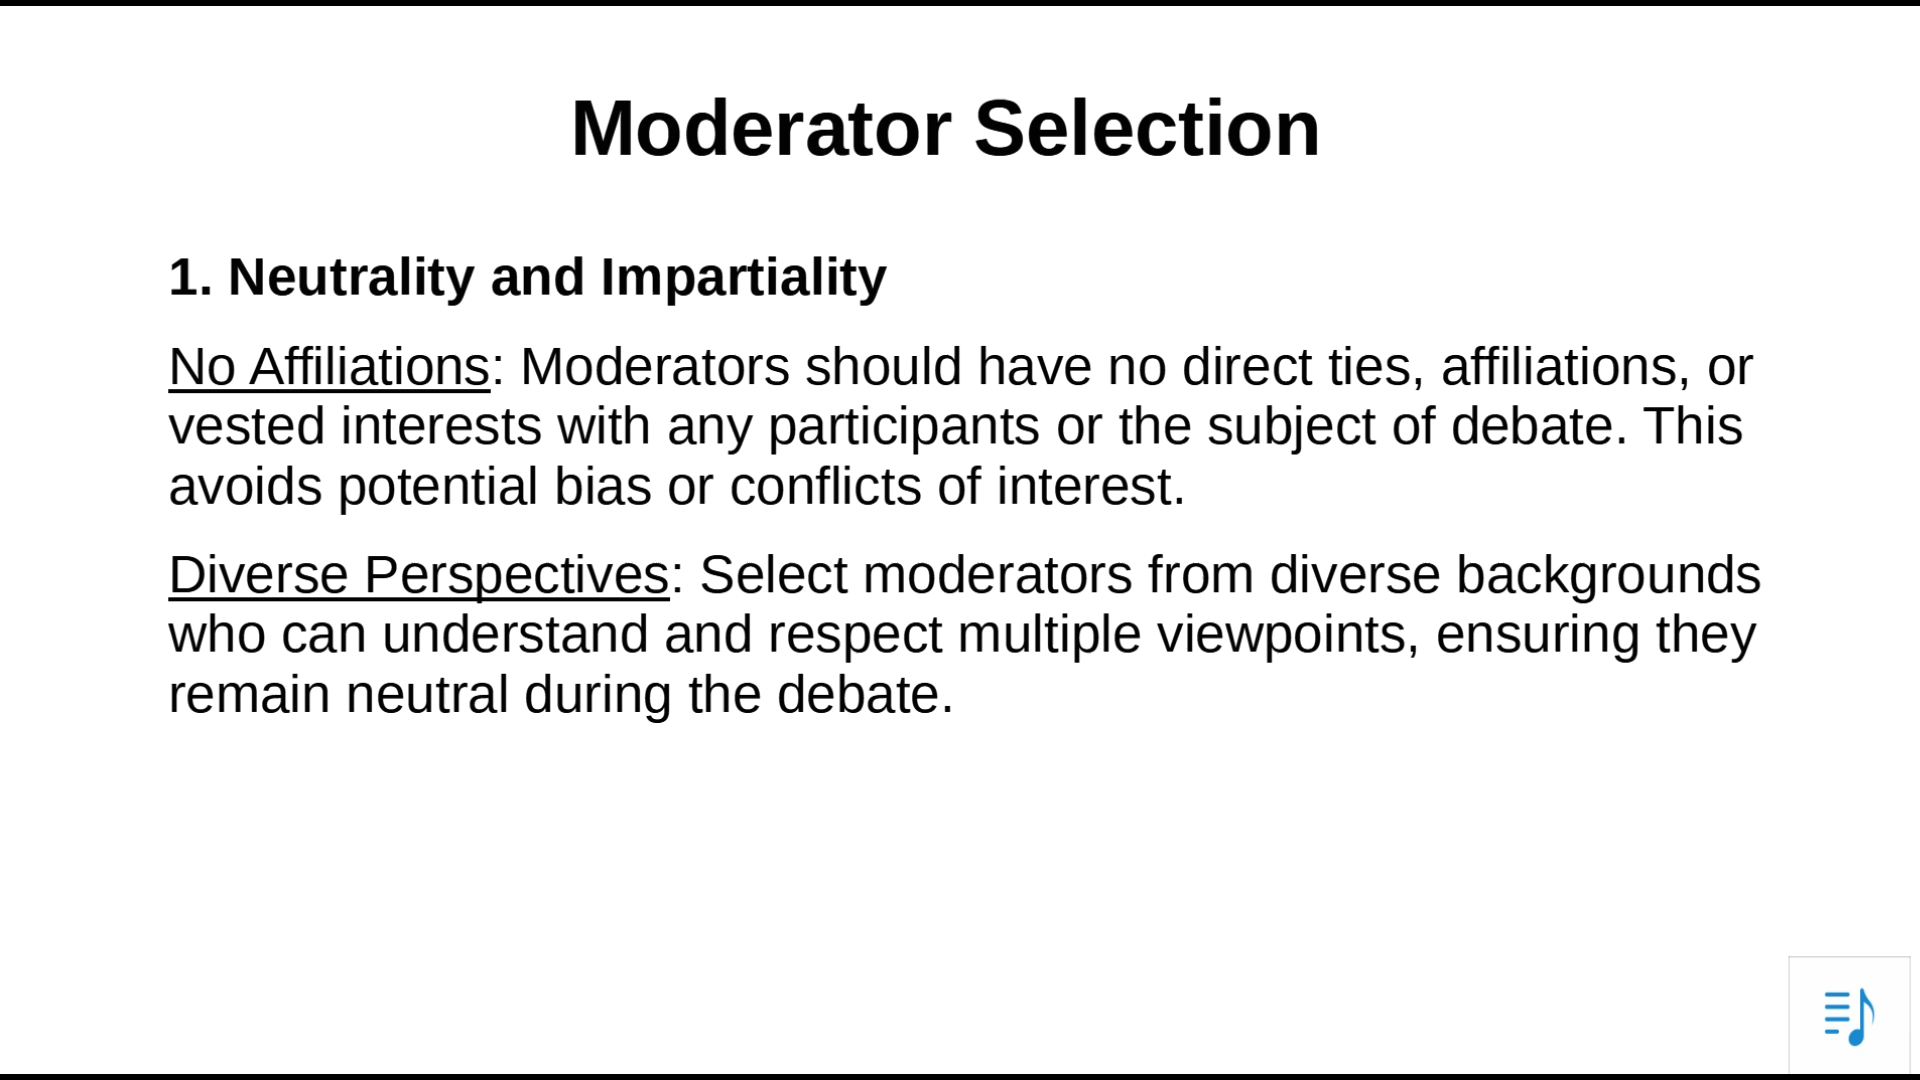 Moderator Selection
1. Neutrality and Impartiality
No Affiliations: Moderators should have no direct ties, affiliations, or
vested interests with any participants or the subject of debate. This
avoids potential bias or conflicts of interest.
Diverse Perspectives: Select moderators from diverse backgrounds
who can understand and respect multiple viewpoints, ensuring they
remain neutral during the debate.